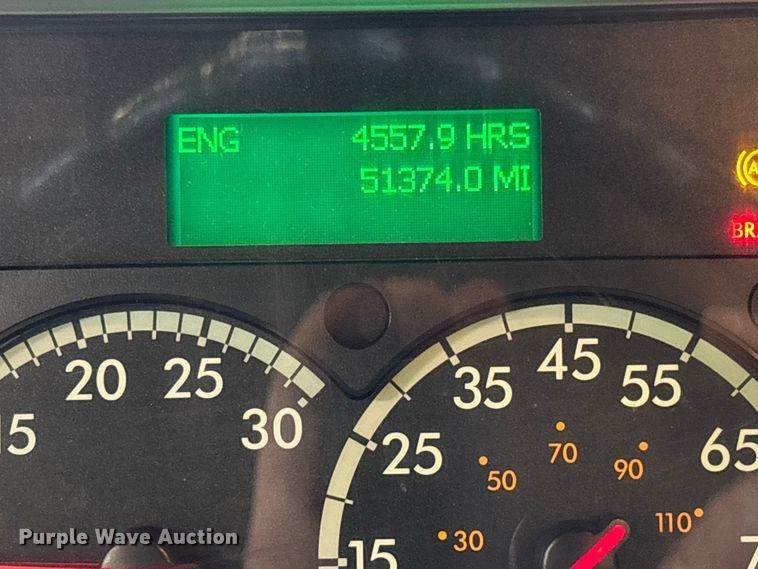 ENG 4557.9 HRS
51374.0 MI
20 25 30
15 25 35 45 55 65
30 50 70 90 110
Purple Wave Auction